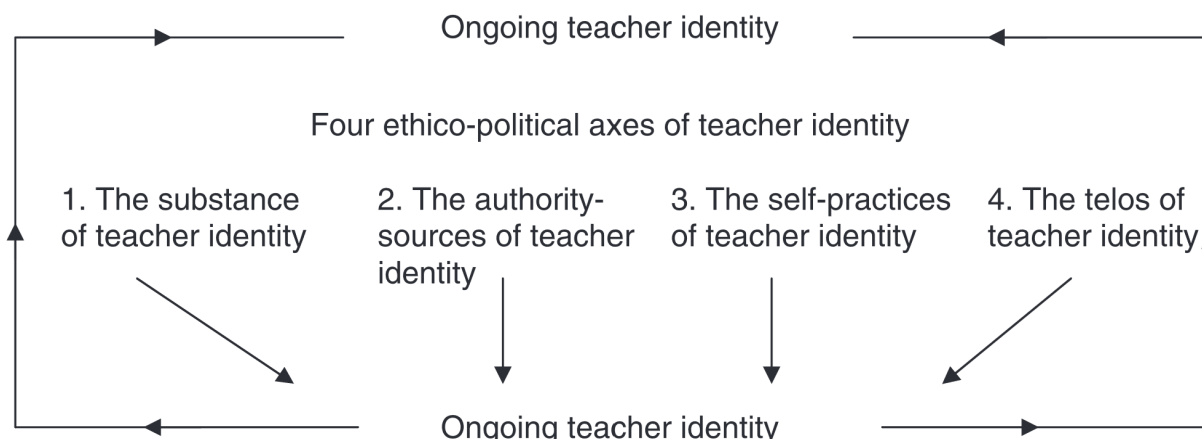 Ongoing teacher identity
Four ethico-political axes of teacher identity
1. The substance
of teacher identity
2. The authority-
sources of teacher
identity
3. The self-practices
of teacher identity
4. The telos of
teacher identity
Ongoing teacher identity